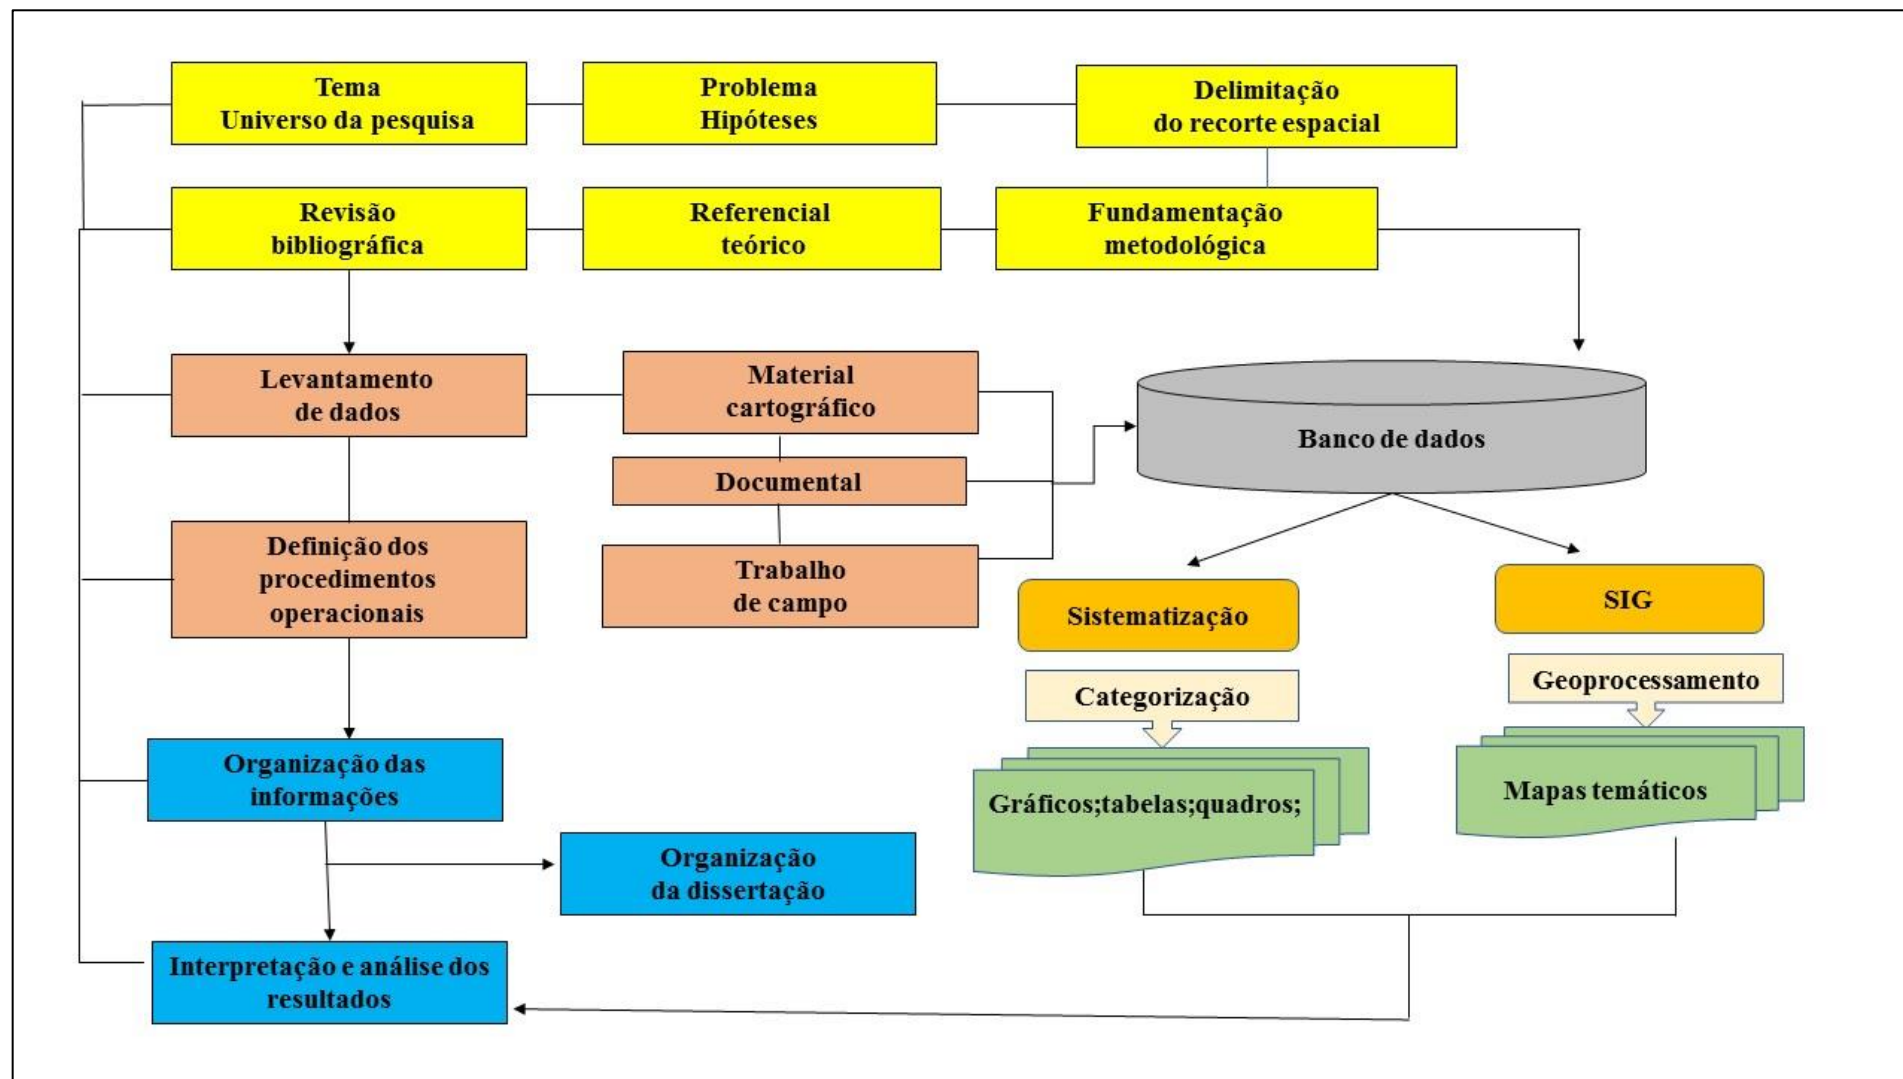 Tema
Universo da pesquisa
Problema
Hipóteses
Delimitação
do recorte espacial
Revisão
bibliográfica
Referencial
teórico
Fundamentação
metodológica
Levantamento
de dados
Material
cartográfico
Documental
Trabalho
de campo
Banco de dados
Definição dos
procedimentos
operacionais
Sistematização
SIG
Categorização
Geoprocessamento
Gráficos;tabelas;quadros;
Mapas temáticos
Organização das
informações
Organização
da dissertação
Interpretação e análise dos
resultados